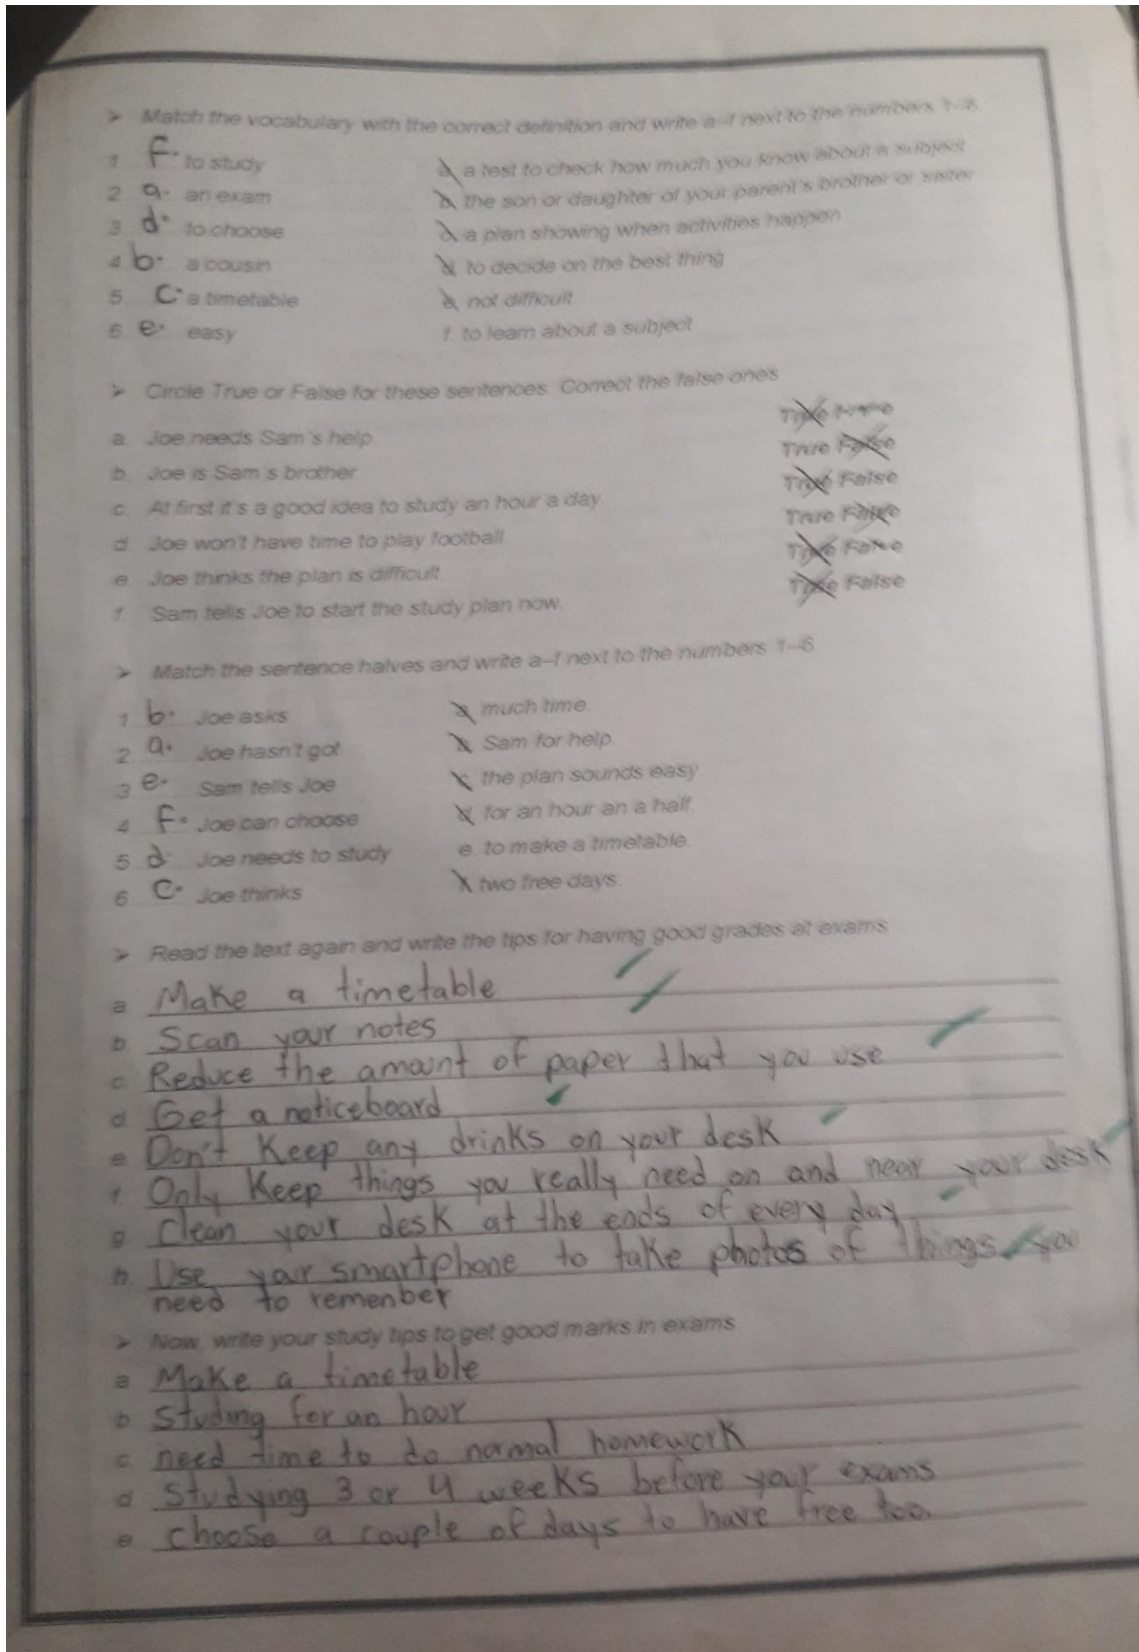 ➢ Match the vocabulary with the correct definition and write a–f next to the numbers 1–6
1 f. to study a a test to check how much you know about a subject
2 a. an exam b. the son or daughter of your parent's brother or sister
3 d. to choose c. a plan showing when activities happen
4 b. a cousin d. to decide on the best thing
5 c. a timetable e. not difficult
6 e. easy f. to learn about a subject
➢ Circle True or False for these sentences. Correct the false ones
a. Joe needs Sam's help. True False
b. Joe is Sam's brother True False
c. At first it's a good idea to study an hour a day. True False
d. Joe won't have time to play football. True False
e. Joe thinks the plan is difficult. True False
f. Sam tells Joe to start the study plan now. True False
➢ Match the sentence halves and write a–f next to the numbers 1–6
1 b. Joe asks a much time.
2 a. Joe hasn't got b. Sam for help.
3 e. Sam tells Joe c the plan sounds easy
4 f. Joe can choose d for an hour an a half.
5 d. Joe needs to study e. to make a timetable.
6 c. Joe thinks f two free days.
➢ Read the text again and write the tips for having good grades at exams
a Make a timetable
b Scan your notes
c Reduce the amount of paper that you use
d Get a noticeboard
e Don't Keep any drinks on your desk
f Only Keep things you really need on and near your desk
g Clean your desk at the ends of every day
h Use your smartphone to take photos of things you
need to remenber
➢ Now, write your study tips to get good marks in exams
a Make a timetable
b Studing for an hour
c need time to do normal homework
d Studying 3 or 4 weeks before your exams
e choose a couple of days to have free too.